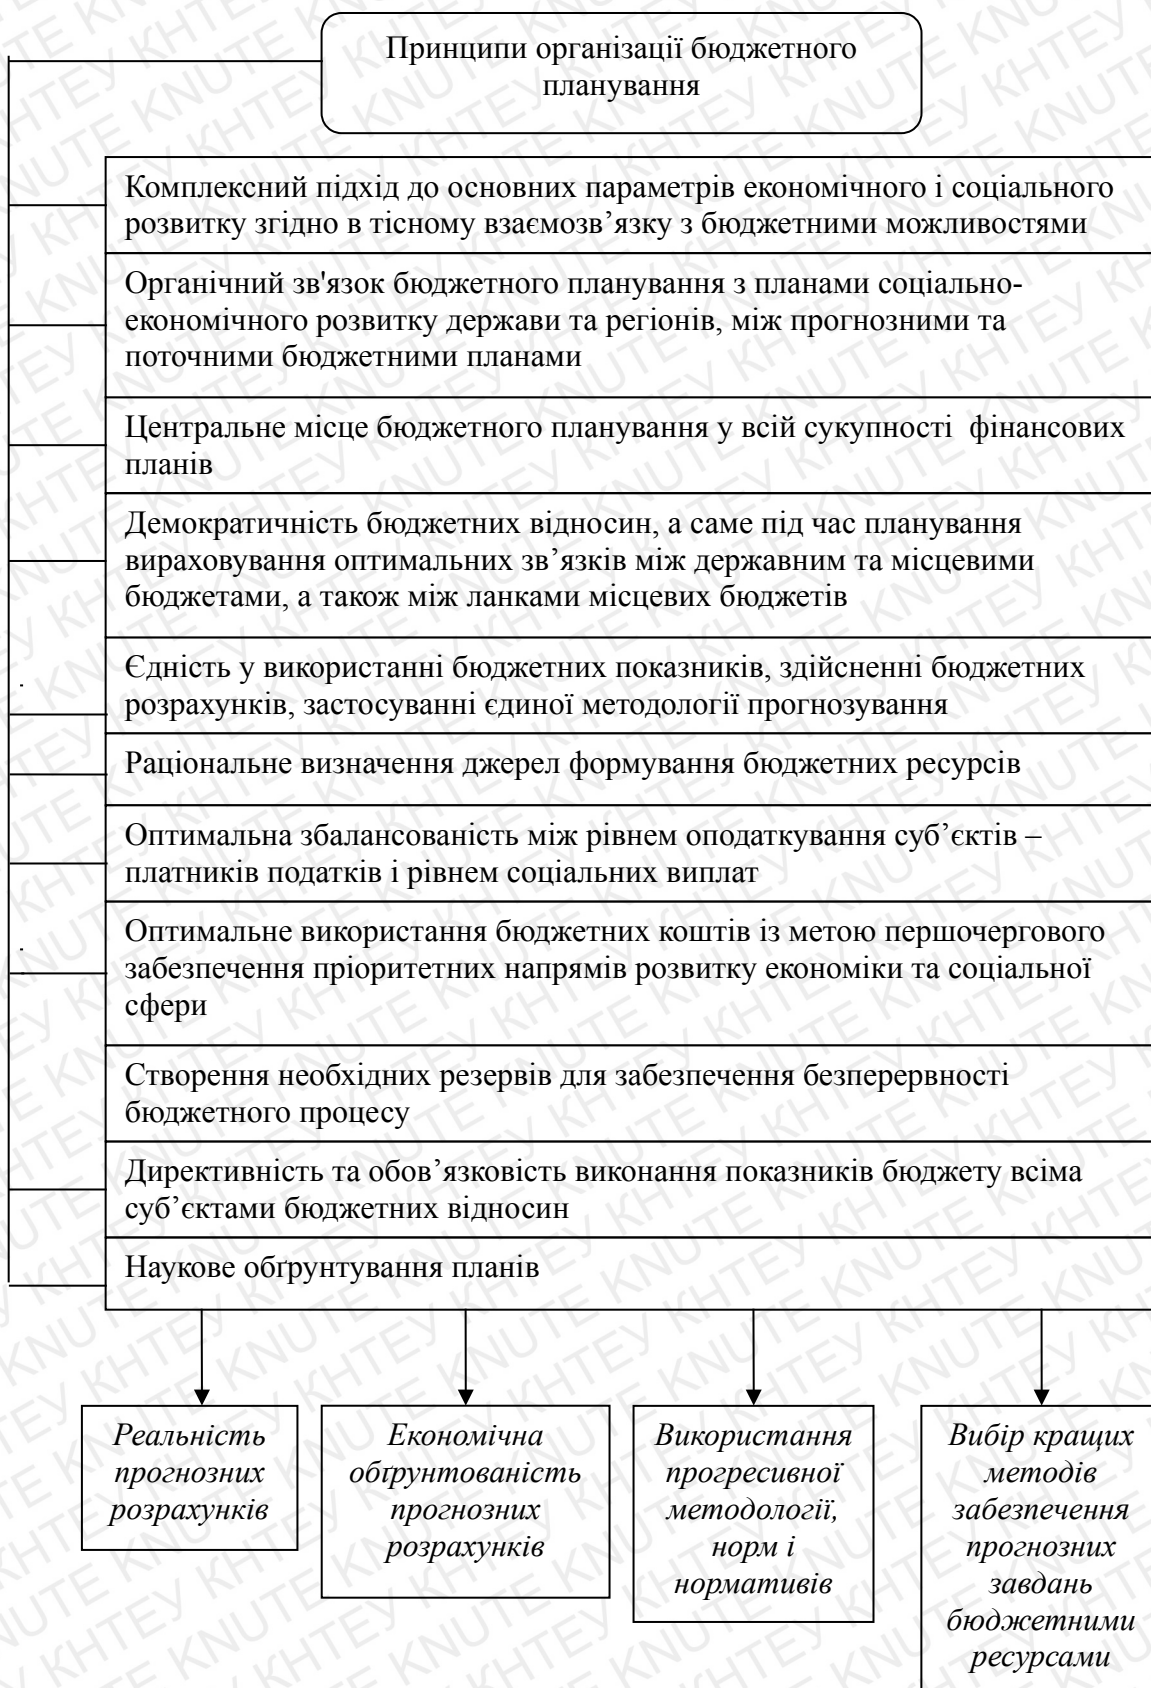 Принципи організації бюджетного
планування
Комплексний підхід до основних параметрів економічного і соціального
розвитку згідно в тісному взаємозв’язку з бюджетними можливостями
Органічний зв'язок бюджетного планування з планами соціально-
економічного розвитку держави та регіонів, між прогнозними та
поточними бюджетними планами
Центральне місце бюджетного планування у всій сукупності  фінансових
планів
Демократичність бюджетних відносин, а саме під час планування
вираховування оптимальних зв’язків між державним та місцевими
бюджетами, а також між ланками місцевих бюджетів
Єдність у використанні бюджетних показників, здійсненні бюджетних
розрахунків, застосуванні єдиної методології прогнозування
Раціональне визначення джерел формування бюджетних ресурсів
Оптимальна збалансованість між рівнем оподаткування суб’єктів –
платників податків і рівнем соціальних виплат
Оптимальне використання бюджетних коштів із метою першочергового
забезпечення пріоритетних напрямів розвитку економіки та соціальної
сфери
Створення необхідних резервів для забезпечення безперервності
бюджетного процесу
Директивність та обов’язковість виконання показників бюджету всіма
суб’єктами бюджетних відносин
Наукове обґрунтування планів
Реальність
прогнозних
розрахунків
Економічна
обґрунтованість
прогнозних
розрахунків
Використання
прогресивної
методології,
норм і
нормативів
Вибір кращих
методів
забезпечення
прогнозних
завдань
бюджетними
ресурсами